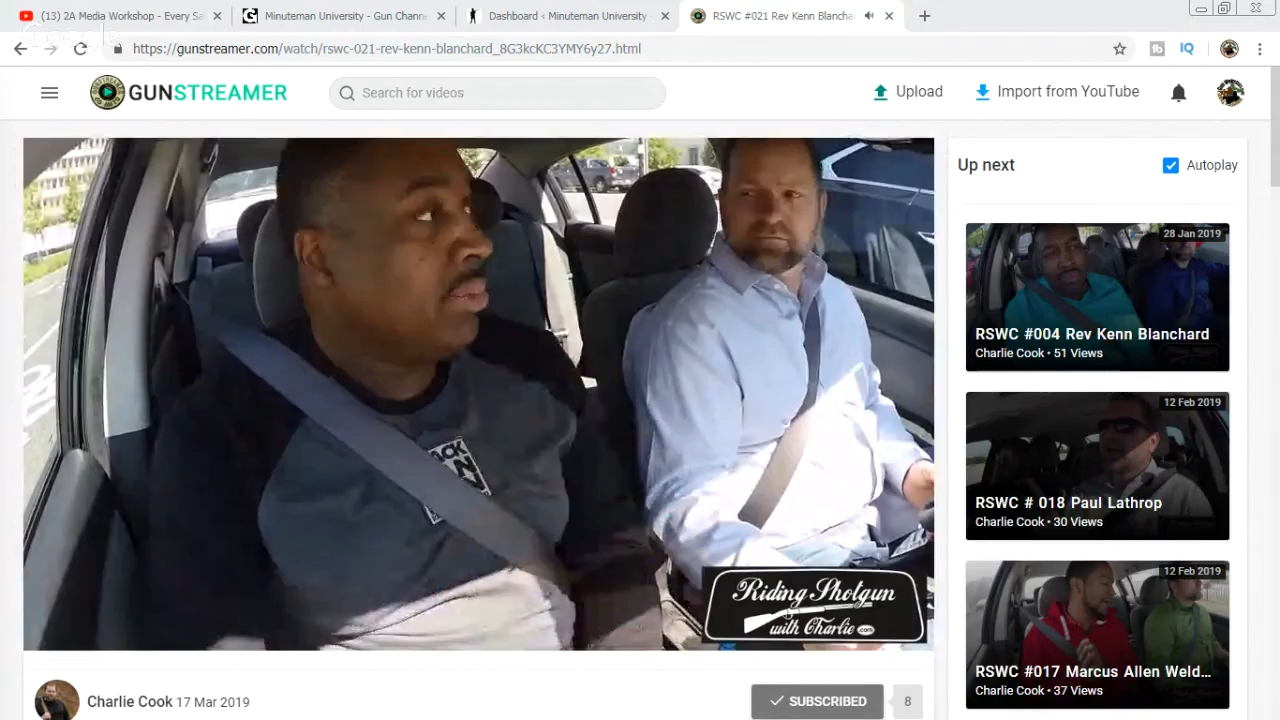 (13) 2A Media Workshop - Every Sa
Minuteman University - Gun Chann
Dashboard ‹ Minuteman University
RSWC #021 Rev Kenn Blancha
https://gunstreamer.com/watch/rswc-021-rev-kenn-blanchard_8G3kcKC3YMY6y27.html
GUNSTREAMER
Search for videos
Upload
Import from YouTube
Riding Shotgun
with Charlie.com
Charlie Cook 17 Mar 2019
SUBSCRIBED
8
Up next
Autoplay
28 Jan 2019
RSWC #004 Rev Kenn Blanchard
Charlie Cook • 51 Views
12 Feb 2019
RSWC # 018 Paul Lathrop
Charlie Cook • 30 Views
12 Feb 2019
RSWC #017 Marcus Allen Weld...
Charlie Cook • 37 Views